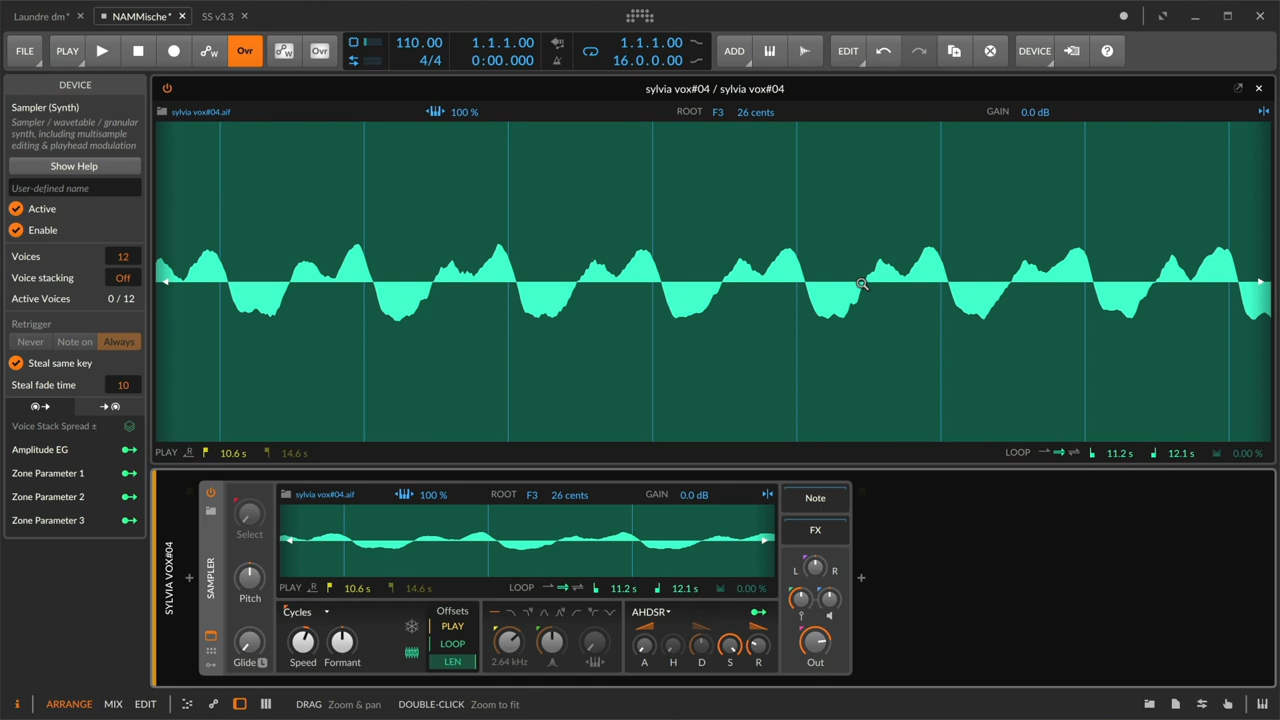 Laundre dm* × NAMMische* × SS v3.3 ×
FILE PLAY Ovr Ovr 110.00 4/4 1.1.1.00 0:00.000 1.1.1.00 16.0.0.00 ADD EDIT DEVICE ?
DEVICE
Sampler (Synth)
Sampler / wavetable / granular
synth, including multisample
editing & playhead modulation
Show Help
User-defined name
Active
Enable
Voices 12
Voice stacking Off
Active Voices 0 / 12
Retrigger
Never Note on Always
Steal same key
Steal fade time 10
Voice Stack Spread ±
Amplitude EG
Zone Parameter 1
Zone Parameter 2
Zone Parameter 3
sylvia vox#04 / sylvia vox#04 ×
sylvia vox#04.aif 100 % ROOT F3 26 cents GAIN 0.0 dB
PLAY R 10.6 s 14.6 s LOOP 11.2 s 12.1 s 0.00 %
SYLVIA VOX#04
+
SAMPLER
Select
Pitch
Glide L
sylvia vox#04.aif 100 % ROOT F3 26 cents GAIN 0.0 dB
PLAY R 10.6 s 14.6 s LOOP 11.2 s 12.1 s 0.00 %
Cycles
Speed Formant
Offsets
PLAY
LOOP
LEN
2.64 kHz
AHDSR
A H D S R
Note
FX
L R
Out
+
i ARRANGE MIX EDIT DRAG Zoom & pan DOUBLE-CLICK Zoom to fit